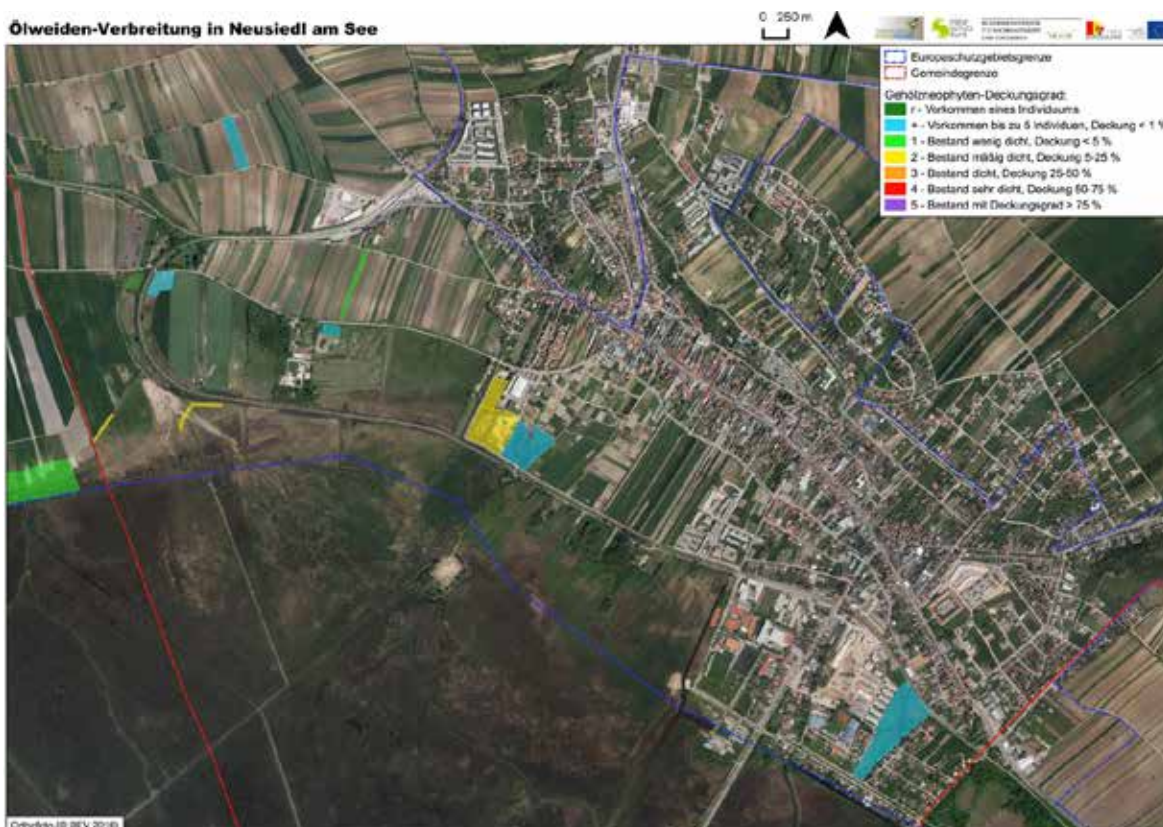 Ölweiden-Verbreitung in Neusiedl am See
0 250 m
Europaschutzgebietsgrenze
Gemeindegrenze
Gehölzneophyten-Deckungsgrad:
r - Vorkommen eines Individuums
+ - Vorkommen bis zu 5 Individuen, Deckung < 1 %
1 - Bestand wenig dicht, Deckung < 5 %
2 - Bestand mäßig dicht, Deckung 5-25 %
3 - Bestand dicht, Deckung 25-50 %
4 - Bestand sehr dicht, Deckung 50-75 %
5 - Bestand mit Deckungsgrad > 75 %